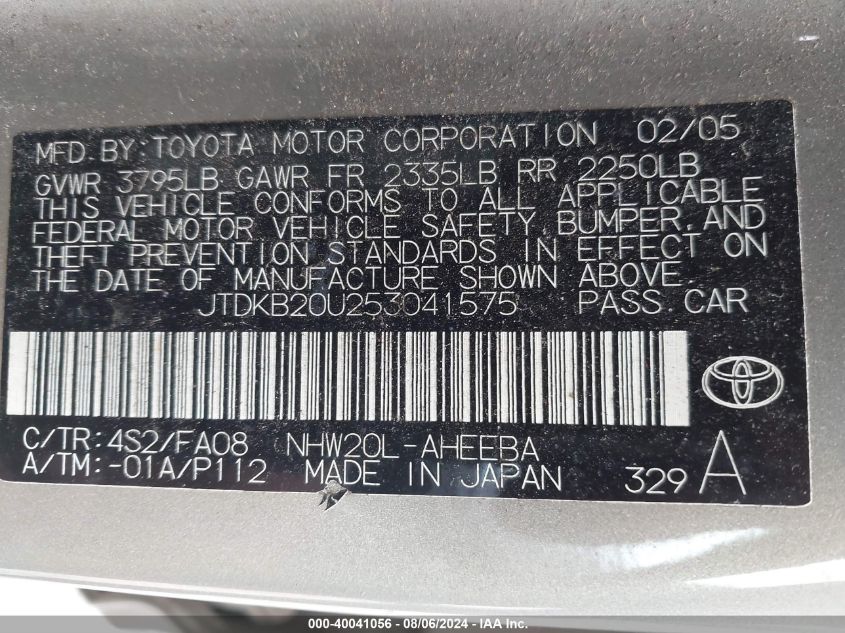 MFD.BY:TOYOTA MOTOR CORPORATION 02/05
GVWR 3795LB GAWR FR 2335LB RR 2250LB
THIS VEHICLE CONFORMS TO ALL APPLICABLE
FEDERAL MOTOR VEHICLE SAFETY, BUMPER, AND
THEFT PREVENTION STANDARDS IN EFFECT ON
THE DATE OF MANUFACTURE SHOWN ABOVE.
JTDKB20U253041575 PASS. CAR
C/TR: 4S2/FA08 NHW20L-AHEEBA
A/TM:-01A/P112 MADE IN JAPAN 329 A
000-40041056 - 08/06/2024 - IAA Inc.